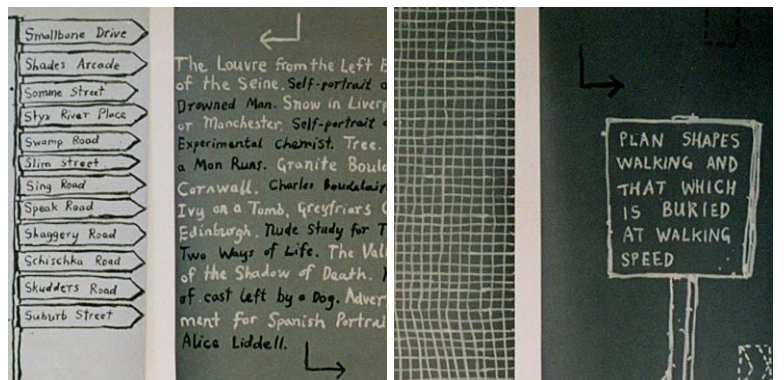 Smallbone Drive
Shades Arcade
Somme Street
Styx River Place
Swamp Road
Slim Street
Sing Road
Speak Road
Shaggery Road
Schischka Road
Skudders Road
Suburb Street
The Louvre from the Left B
of the Seine. Self-portrait a
Drowned Man. Snow in Liverp
or Manchester. Self-portrait
Experimental Chemist. Tree.
a Man Runs. Granite Bould
Cornwall. Charles Baudelair
Ivy on a Tomb, Greyfriars C
Edinburgh. Nude Study for T
Two Ways of Life. The Val
of the Shadow of Death.
of cast left by a Dog. Adver
ment for Spanish Portrai
Alice Liddell.
PLAN SHAPES
WALKING AND
THAT WHICH
IS BURIED
AT WALKING
SPEED